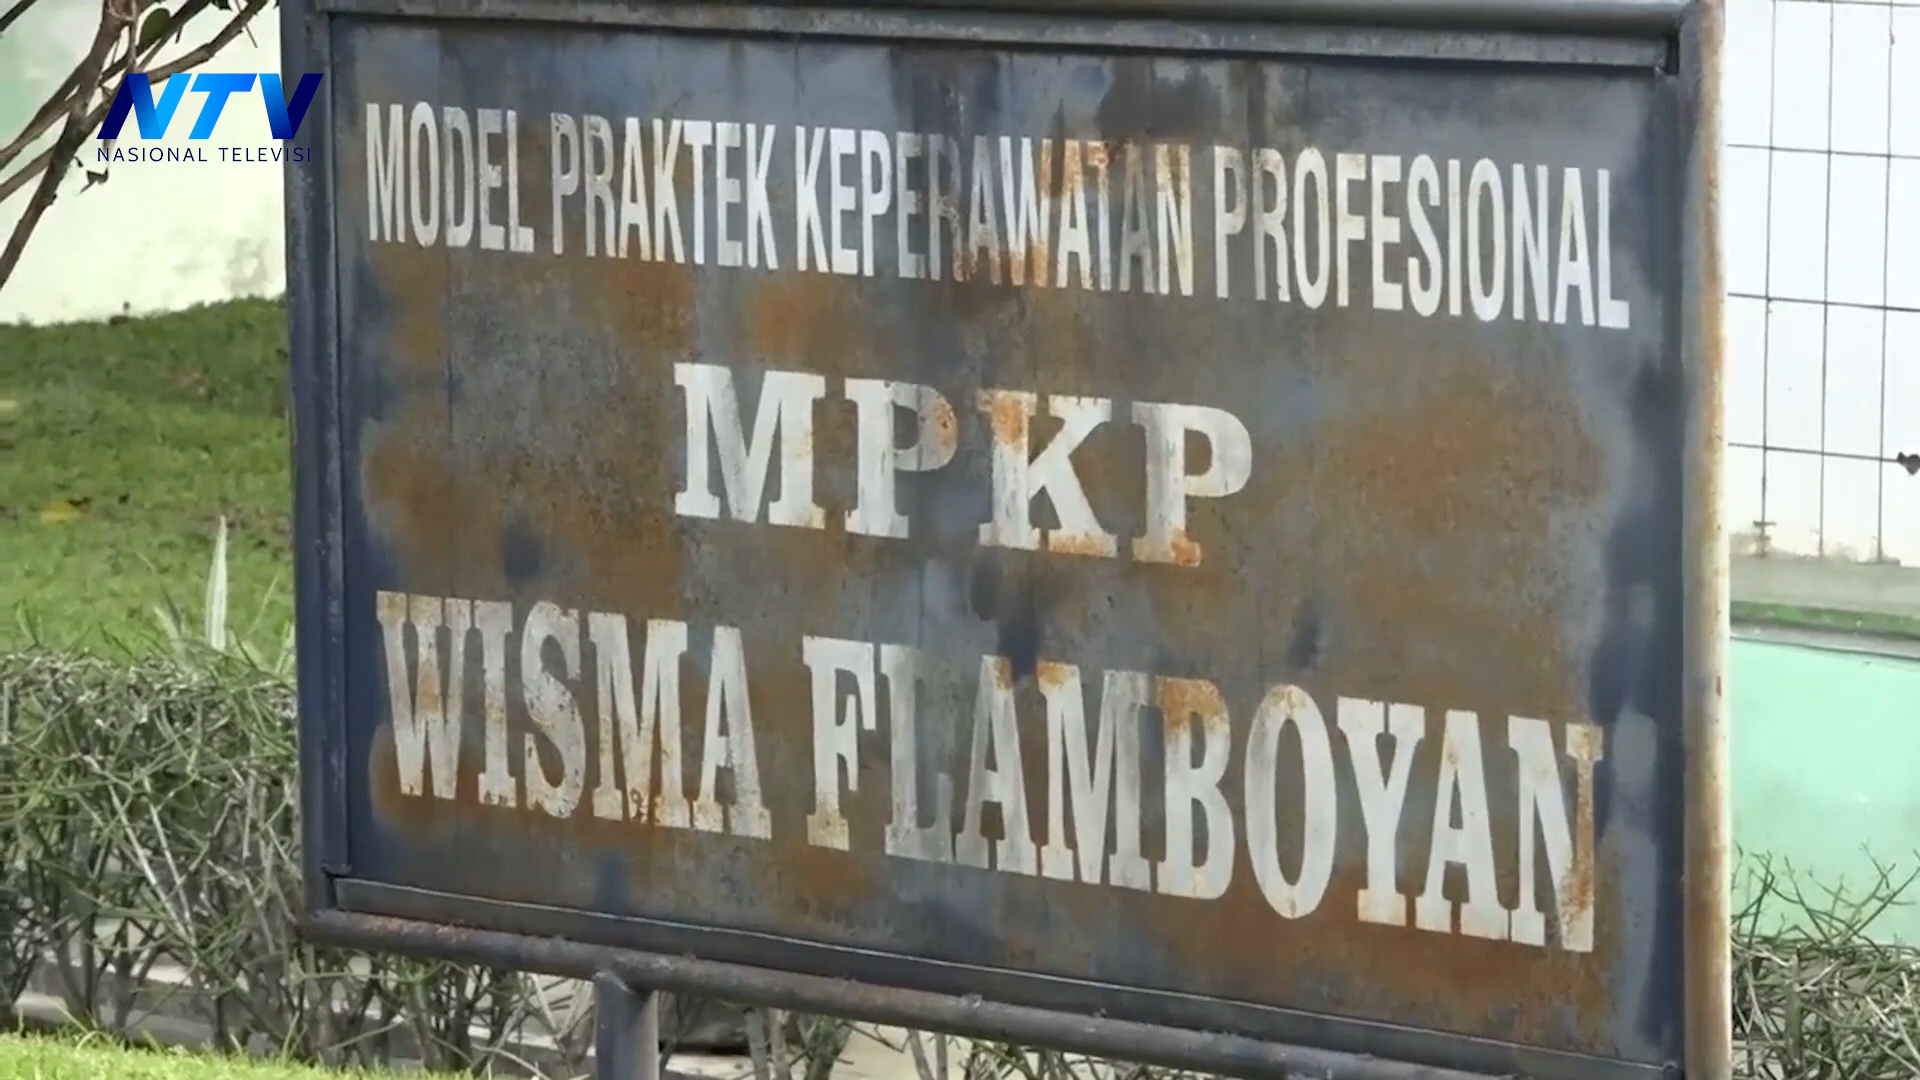 NTV
NASIONAL TELEVISI
MODEL PRAKTEK KEPERAWATAN PROFESIONAL
MPKP
WISMA FLAMBOYAN